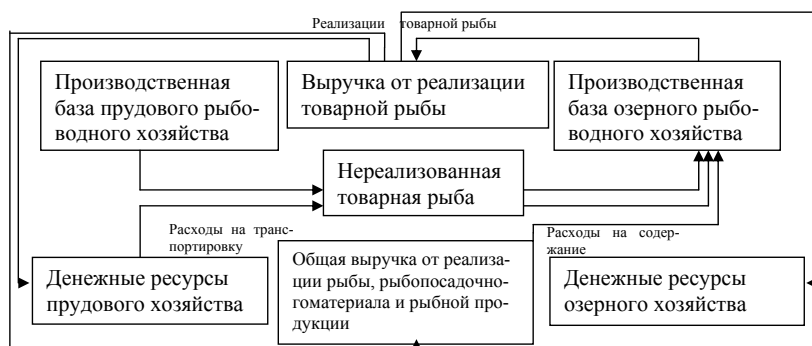 Реализации товарной рыбы
Производственная
база прудового рыбо-
водного хозяйства
Выручка от реализации
товарной рыбы
Производственная
база озерного рыбо-
водного хозяйства
Нереализованная
товарная рыба
Расходы на транс-
портировку
Расходы на содер-
жание
Денежные ресурсы
прудового хозяйства
Общая выручка от реализа-
ции рыбы, рыбопосадочно-
гоматериала и рыбной про-
дукции
Денежные ресурсы
озерного хозяйства